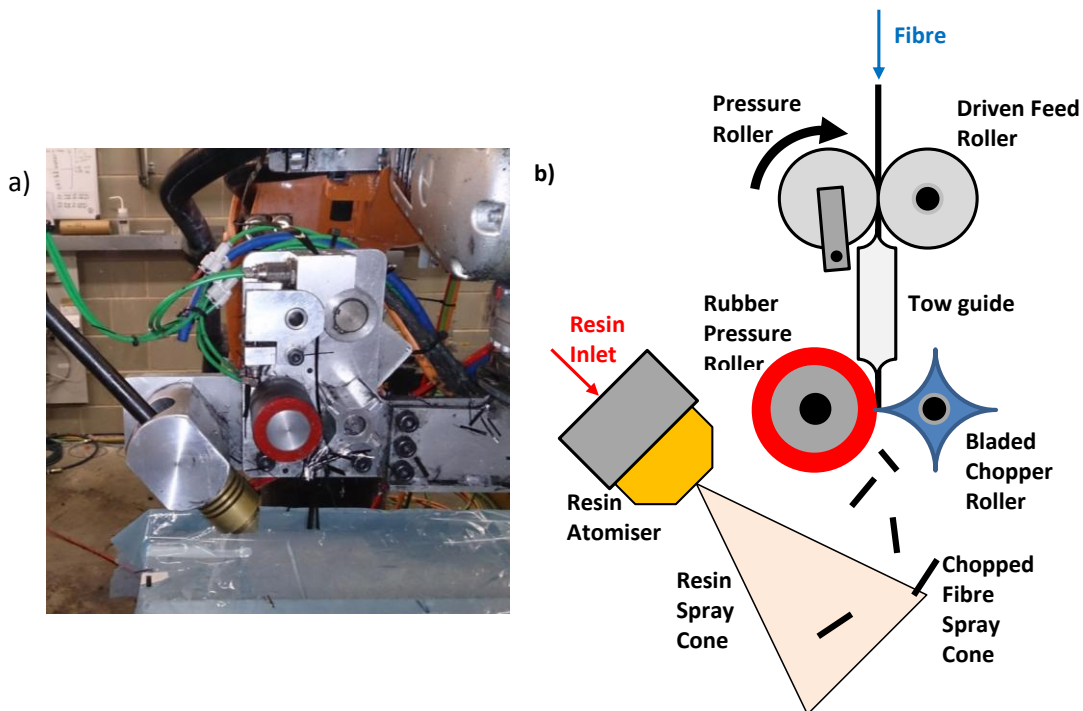 a)
b)
Fibre
Pressure
Roller
Driven Feed
Roller
Tow guide
Rubber
Pressure
Roller
Resin
Inlet
Bladed
Chopper
Roller
Resin
Atomiser
Resin
Spray
Cone
Chopped
Fibre
Spray
Cone